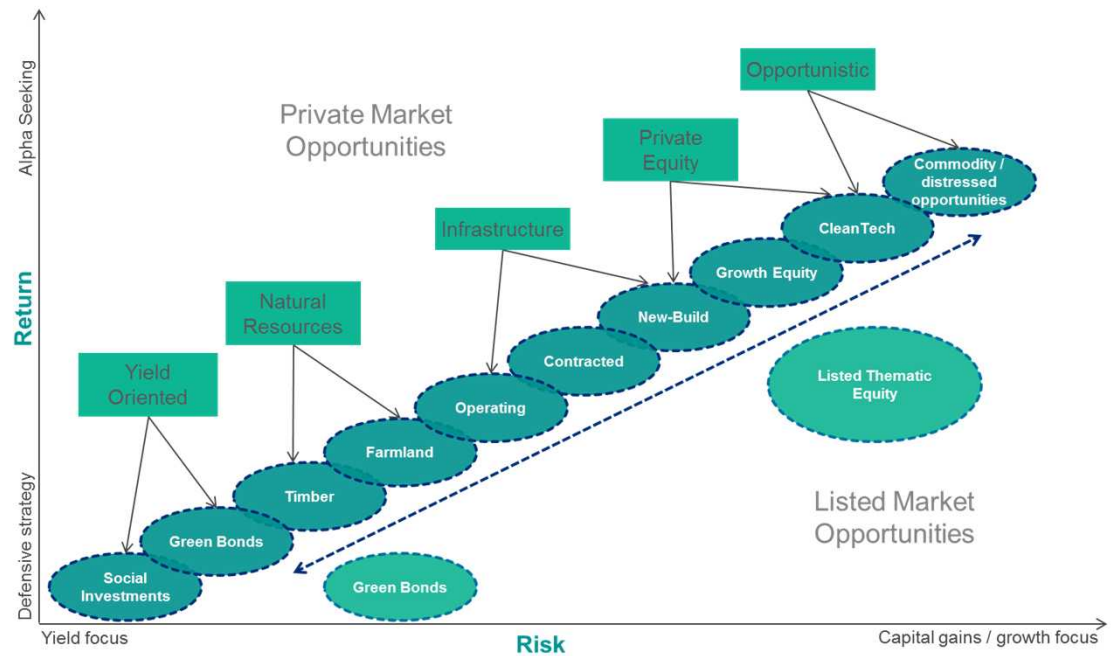 Alpha Seeking
Return
Defensive strategy
Opportunistic
Private Market
Opportunities
Private
Equity
Commodity /
distressed
opportunities
CleanTech
Infrastructure
Growth Equity
Natural
Resources
New-Build
Contracted
Listed Thematic
Equity
Yield
Oriented
Operating
Farmland
Timber
Listed Market
Opportunities
Green Bonds
Social
Investments
Green Bonds
Yield focus
Risk
Capital gains / growth focus